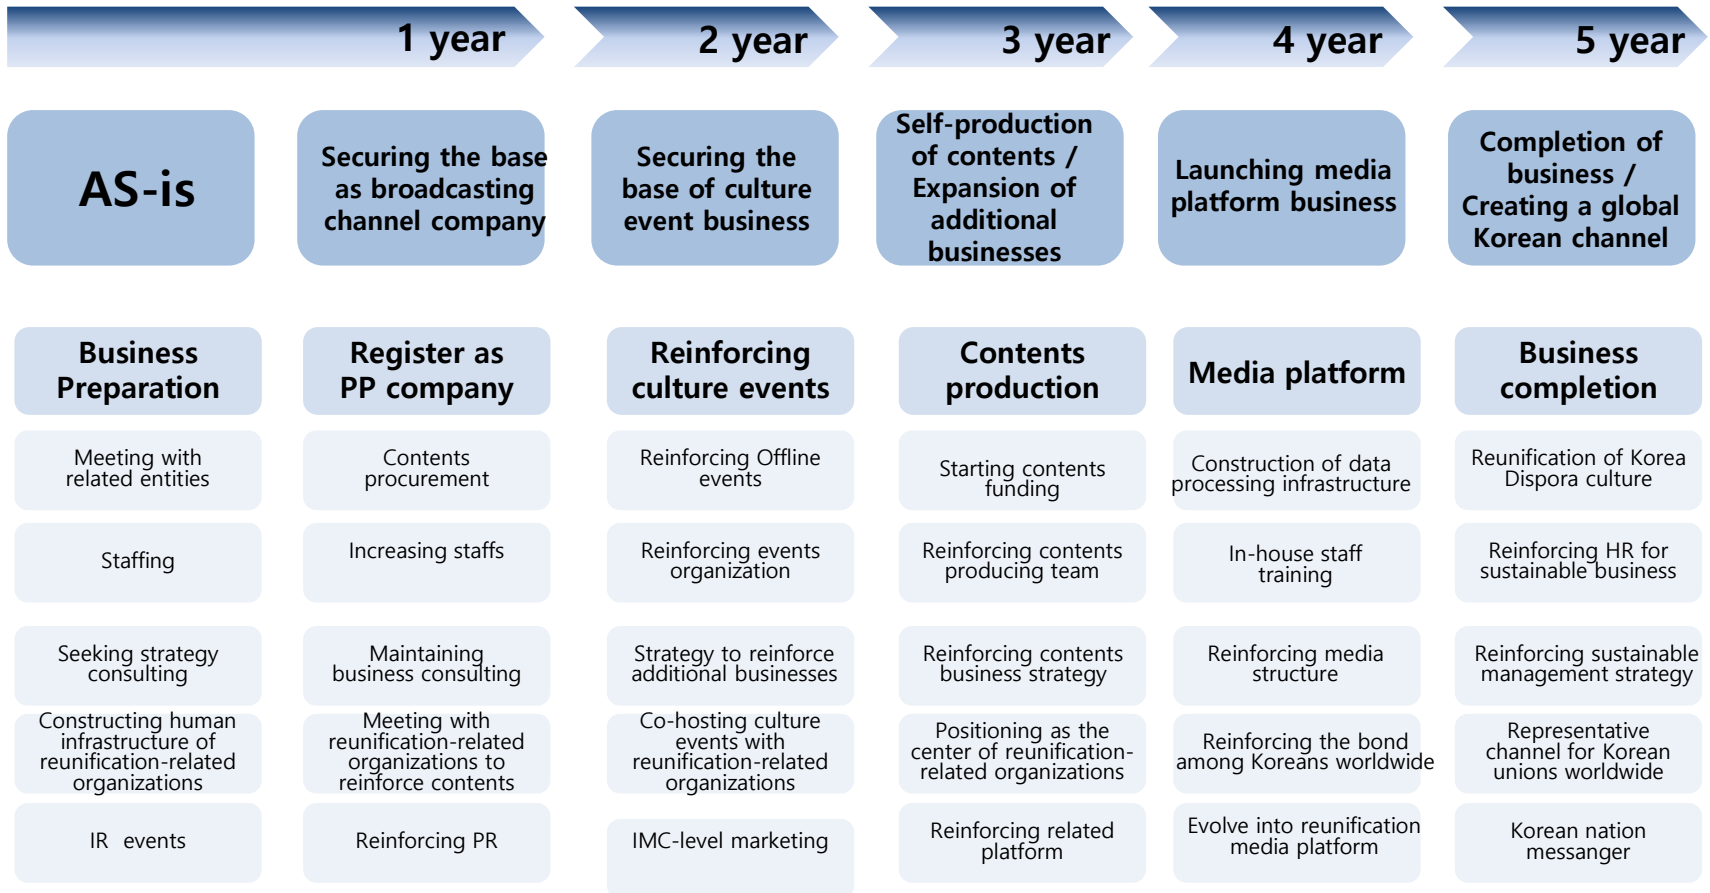 1 year
2 year
3 year
4 year
5 year
AS-is
Securing the base
as broadcasting
channel company
Securing the
base of culture
event business
Self-production
of contents /
Expansion of
additional
businesses
Launching media
platform business
Completion of
business /
Creating a global
Korean channel
Business
Preparation
Register as
PP company
Reinforcing
culture events
Contents
production
Media platform
Business
completion
Meeting with
related entities
Contents
procurement
Reinforcing Offline
events
Starting contents
funding
Construction of data
processing infrastructure
Reunification of Korea
Dispora culture
Staffing
Increasing staffs
Reinforcing events
organization
Reinforcing contents
producing team
In-house staff
training
Reinforcing HR for
sustainable business
Seeking strategy
consulting
Maintaining
business consulting
Strategy to reinforce
additional businesses
Reinforcing contents
business strategy
Reinforcing media
structure
Reinforcing sustainable
management strategy
Constructing human
infrastructure of
reunification-related
organizations
Meeting with
reunification-related
organizations to
reinforce contents
Co-hosting culture
events with
reunification-related
organizations
Positioning as the
center of reunification-
related organizations
Reinforcing the bond
among Koreans worldwide
Representative
channel for Korean
unions worldwide
IR events
Reinforcing PR
IMC-level marketing
Reinforcing related
platform
Evolve into reunification
media platform
Korean nation
messanger